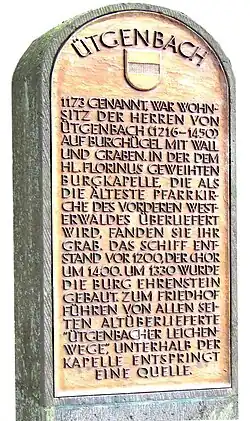 ÜTGENBACH
1173 GENANNT, WAR WOHN-
SITZ DER HERREN VON
ÜTGENBACH (1216-1450)
AUF BURGHÜGEL MIT WALL
UND GRABEN. IN DER DEM
HL. FLORINUS GEWEIHTEN
BURGKAPELLE, DIE ALS
DIE ÄLTESTE PFARRKIR-
CHE DES VORDEREN WEST-
ERWALDES ÜBERLIEFERT
WIRD, FANDEN SIE IHR
GRAB. DAS SCHIFF ENT-
STAND VOR 1200, DER CHOR
UM 1400. UM 1330 WURDE
DIE BURG EHRENSTEIN
GEBAUT. ZUM FRIEDHOF
FÜHREN VON ALLEN SEI-
TEN ALTÜBERLIEFERTE
"ÜTGENBACHER LEICHEN-
WEGE". UNTERHALB DER
KAPELLE ENTSPRINGT
EINE QUELLE.